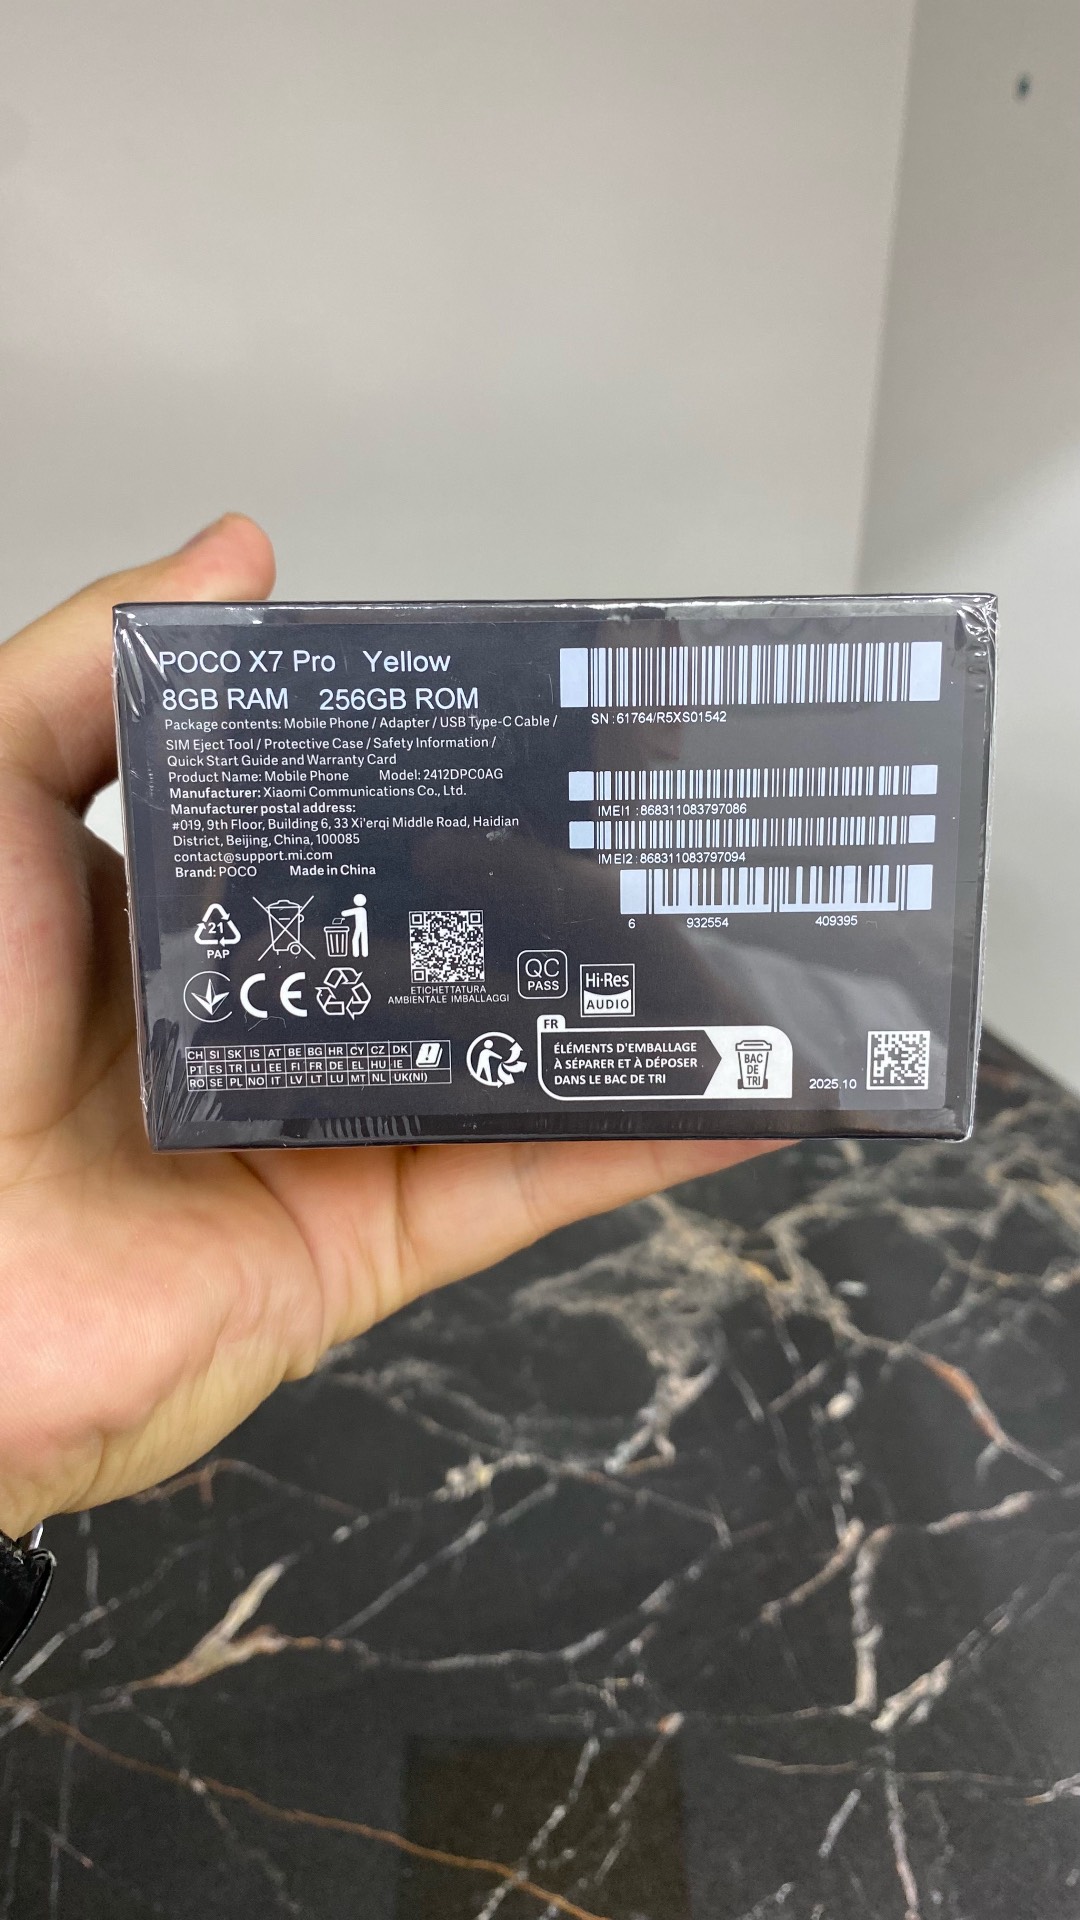 POCO X7 Pro Yellow
8GB RAM 256GB ROM
Package contents: Mobile Phone / Adapter / USB Type-C Cable /
SIM Eject Tool / Protective Case / Safety Information /
Quick Start Guide and Warranty Card
Product Name: Mobile Phone Model: 2412DPC0AG
Manufacturer: Xiaomi Communications Co., Ltd.
Manufacturer postal address:
#019, 9th Floor, Building 6, 33 Xi'erqi Middle Road, Haidian
District, Beijing, China, 100085
contact@support.mi.com
Brand: POCO Made in China
SN:61764/R5XS01542
IMEI1:868311083797086
IMEI2:868311083797094
6 932554 409395
21
PAP
CE
ETICHETTATURA
AMBIENTALE IMBALLAGGI
QC
PASS
Hi-Res
AUDIO
CH SI SK IS AT BE BG HR CY CZ DK
PT ES TR LI EE FI FR DE EL HU IE
RO SE PL NO IT LV LT LU MT NL UK(NI)
FR
ÉLÉMENTS D'EMBALLAGE
À SÉPARER ET À DÉPOSER
DANS LE BAC DE TRI
BAC
DE
TRI
2025.10